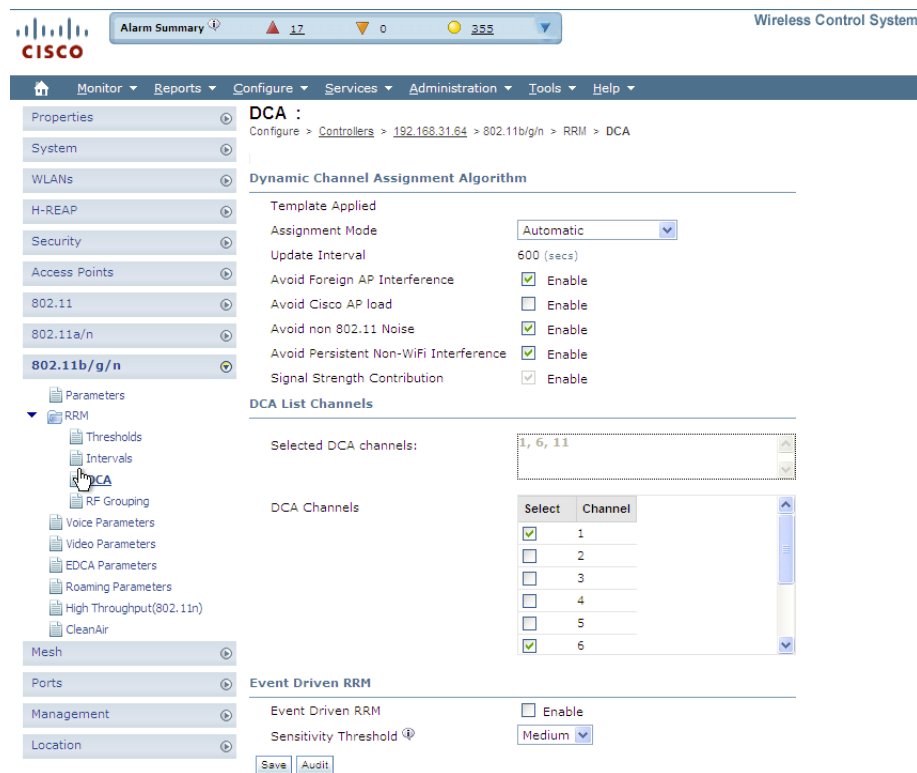 CISCO
Alarm Summary 17 0 355
Wireless Control System
Monitor Reports Configure Services Administration Tools Help
Properties
System
WLANs
H-REAP
Security
Access Points
802.11
802.11a/n
802.11b/g/n
Parameters
RRM
Thresholds
Intervals
DCA
RF Grouping
Voice Parameters
Video Parameters
EDCA Parameters
Roaming Parameters
High Throughput(802.11n)
CleanAir
Mesh
Ports
Management
Location
DCA :
Configure > Controllers > 192.168.31.64 > 802.11b/g/n > RRM > DCA
Dynamic Channel Assignment Algorithm
Template Applied
Assignment Mode Automatic
Update Interval 600 (secs)
Avoid Foreign AP Interference Enable
Avoid Cisco AP load Enable
Avoid non 802.11 Noise Enable
Avoid Persistent Non-WiFi Interference Enable
Signal Strength Contribution Enable
DCA List Channels
Selected DCA channels: 1, 6, 11
DCA Channels Select Channel
1
2
3
4
5
6
Event Driven RRM
Event Driven RRM Enable
Sensitivity Threshold Medium
Save Audit